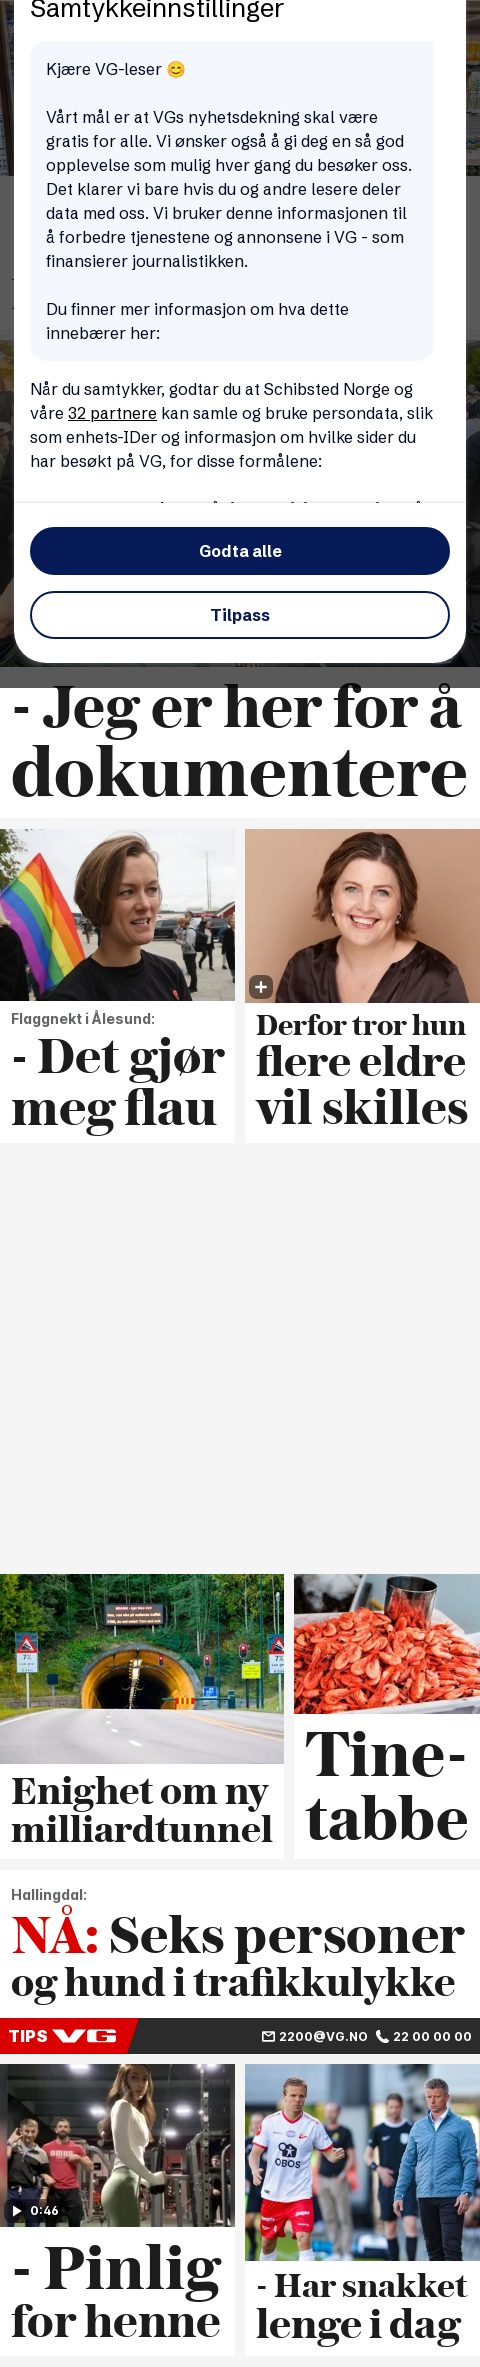 Samtykkeinnstillinger
Kjære VG-leser 😊
Vårt mål er at VGs nyhetsdekning skal være
gratis for alle. Vi ønsker også å gi deg en så god
opplevelse som mulig hver gang du besøker oss.
Det klarer vi bare hvis du og andre lesere deler
data med oss. Vi bruker denne informasjonen til
å forbedre tjenestene og annonsene i VG - som
finansierer journalistikken.
Du finner mer informasjon om hva dette
innebærer her:
Når du samtykker, godtar du at Schibsted Norge og
våre 32 partnere kan samle og bruke persondata, slik
som enhets-IDer og informasjon om hvilke sider du
har besøkt på VG, for disse formålene:
Godta alle
Tilpass
- Jeg er her for å
dokumentere
Flaggnekt i Ålesund:
- Det gjør
meg flau
Derfor tror hun
flere eldre
vil skilles
7%
7%
Enighet om ny
milliardtunnel
Tine-
tabbe
Hallingdal:
NÅ: Seks personer
og hund i trafikkulykke
TIPS VG 2200@VG.NO 22 00 00 00
0:46
- Pinlig
for henne
OBOS
- Har snakket
lenge i dag